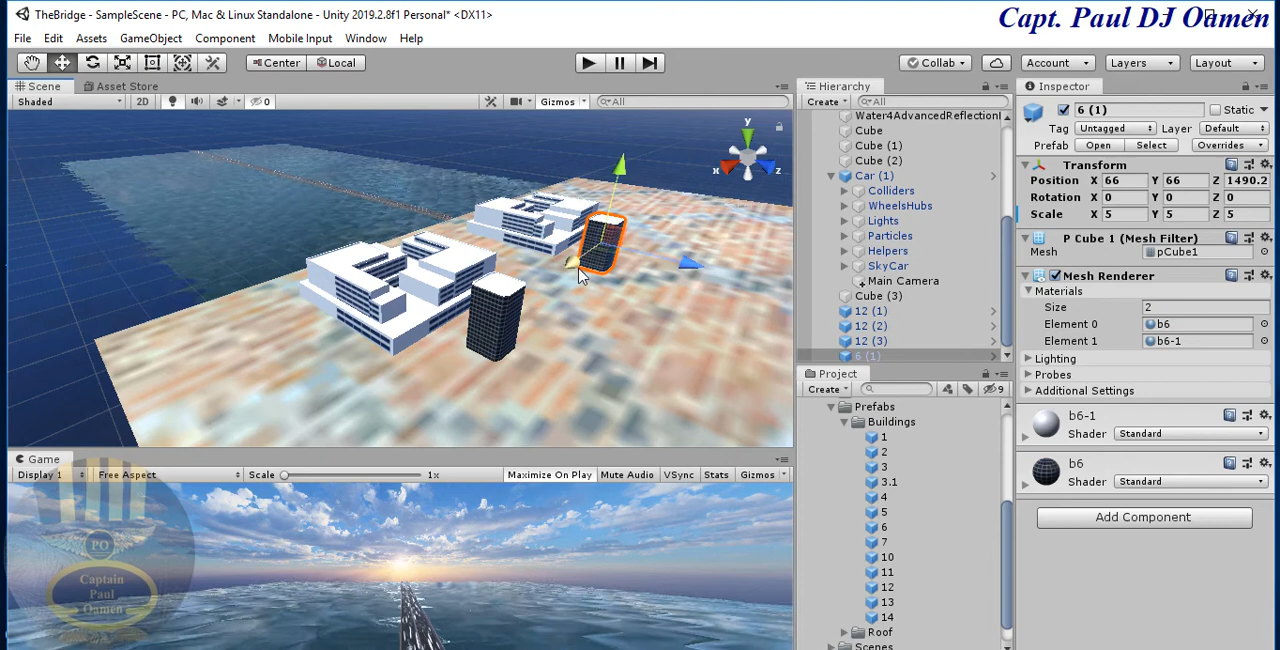 TheBridge - SampleScene - PC, Mac & Linux Standalone - Unity 2019.2.8f1 Personal* <DX11>
Capt. Paul DJ Oamen
File Edit Assets GameObject Component Mobile Input Window Help
Center Local Collab Account Layers Layout
Scene Asset Store
Shaded 2D 0 Gizmos All
y
x
z
Hierarchy
Create All
Water4AdvancedReflection
Cube
Cube (1)
Cube (2)
Car (1)
Colliders
WheelsHubs
Lights
Particles
Helpers
SkyCar
Main Camera
Cube (3)
12 (1)
12 (2)
12 (3)
6 (1)
Project
Create 9
Prefabs
Buildings
1
2
3
3.1
4
5
6
7
10
11
12
13
14
Roof
Scenes
Inspector
6 (1) Static
Tag Untagged Layer Default
Prefab Open Select Overrides
Transform
Position X 66 Y 66 Z 1490.2
Rotation X 0 Y 0 Z 0
Scale X 5 Y 5 Z 5
P Cube 1 (Mesh Filter)
Mesh pCube1
Mesh Renderer
Materials
Size 2
Element 0 b6
Element 1 b6-1
Lighting
Probes
Additional Settings
b6-1
Shader Standard
b6
Shader Standard
Add Component
Game
Display 1 Free Aspect Scale 1x Maximize On Play Mute Audio VSync Stats Gizmos
PO
Captain
Paul
Oamen